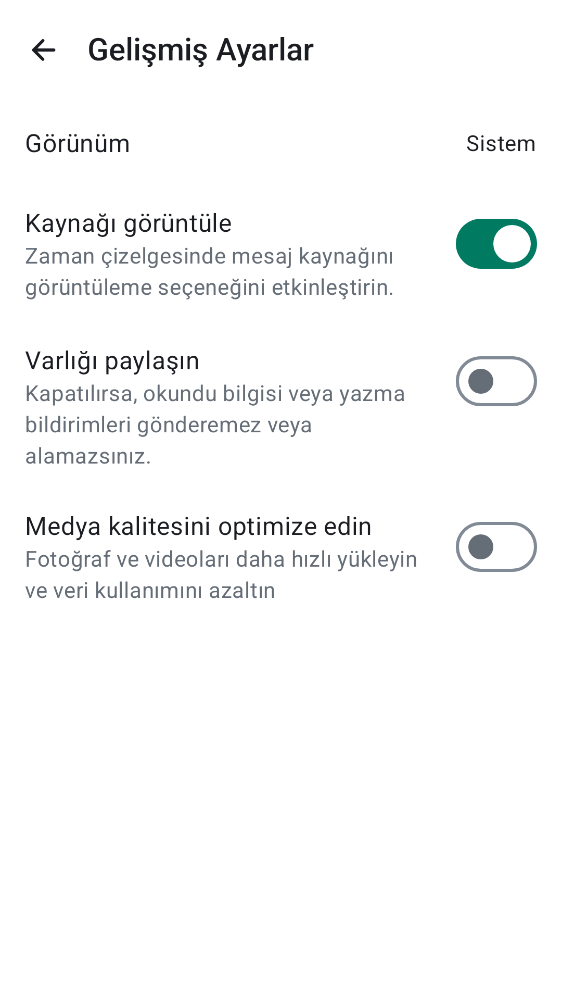 Gelişmiş Ayarlar
Görünüm
Sistem
Kaynağı görüntüle
Zaman çizelgesinde mesaj kaynağını
görüntüleme seçeneğini etkinleştirin.
Varlığı paylaşın
Kapatılırsa, okundu bilgisi veya yazma
bildirimleri gönderemez veya
alamazsınız.
Medya kalitesini optimize edin
Fotoğraf ve videoları daha hızlı yükleyin
ve veri kullanımını azaltın